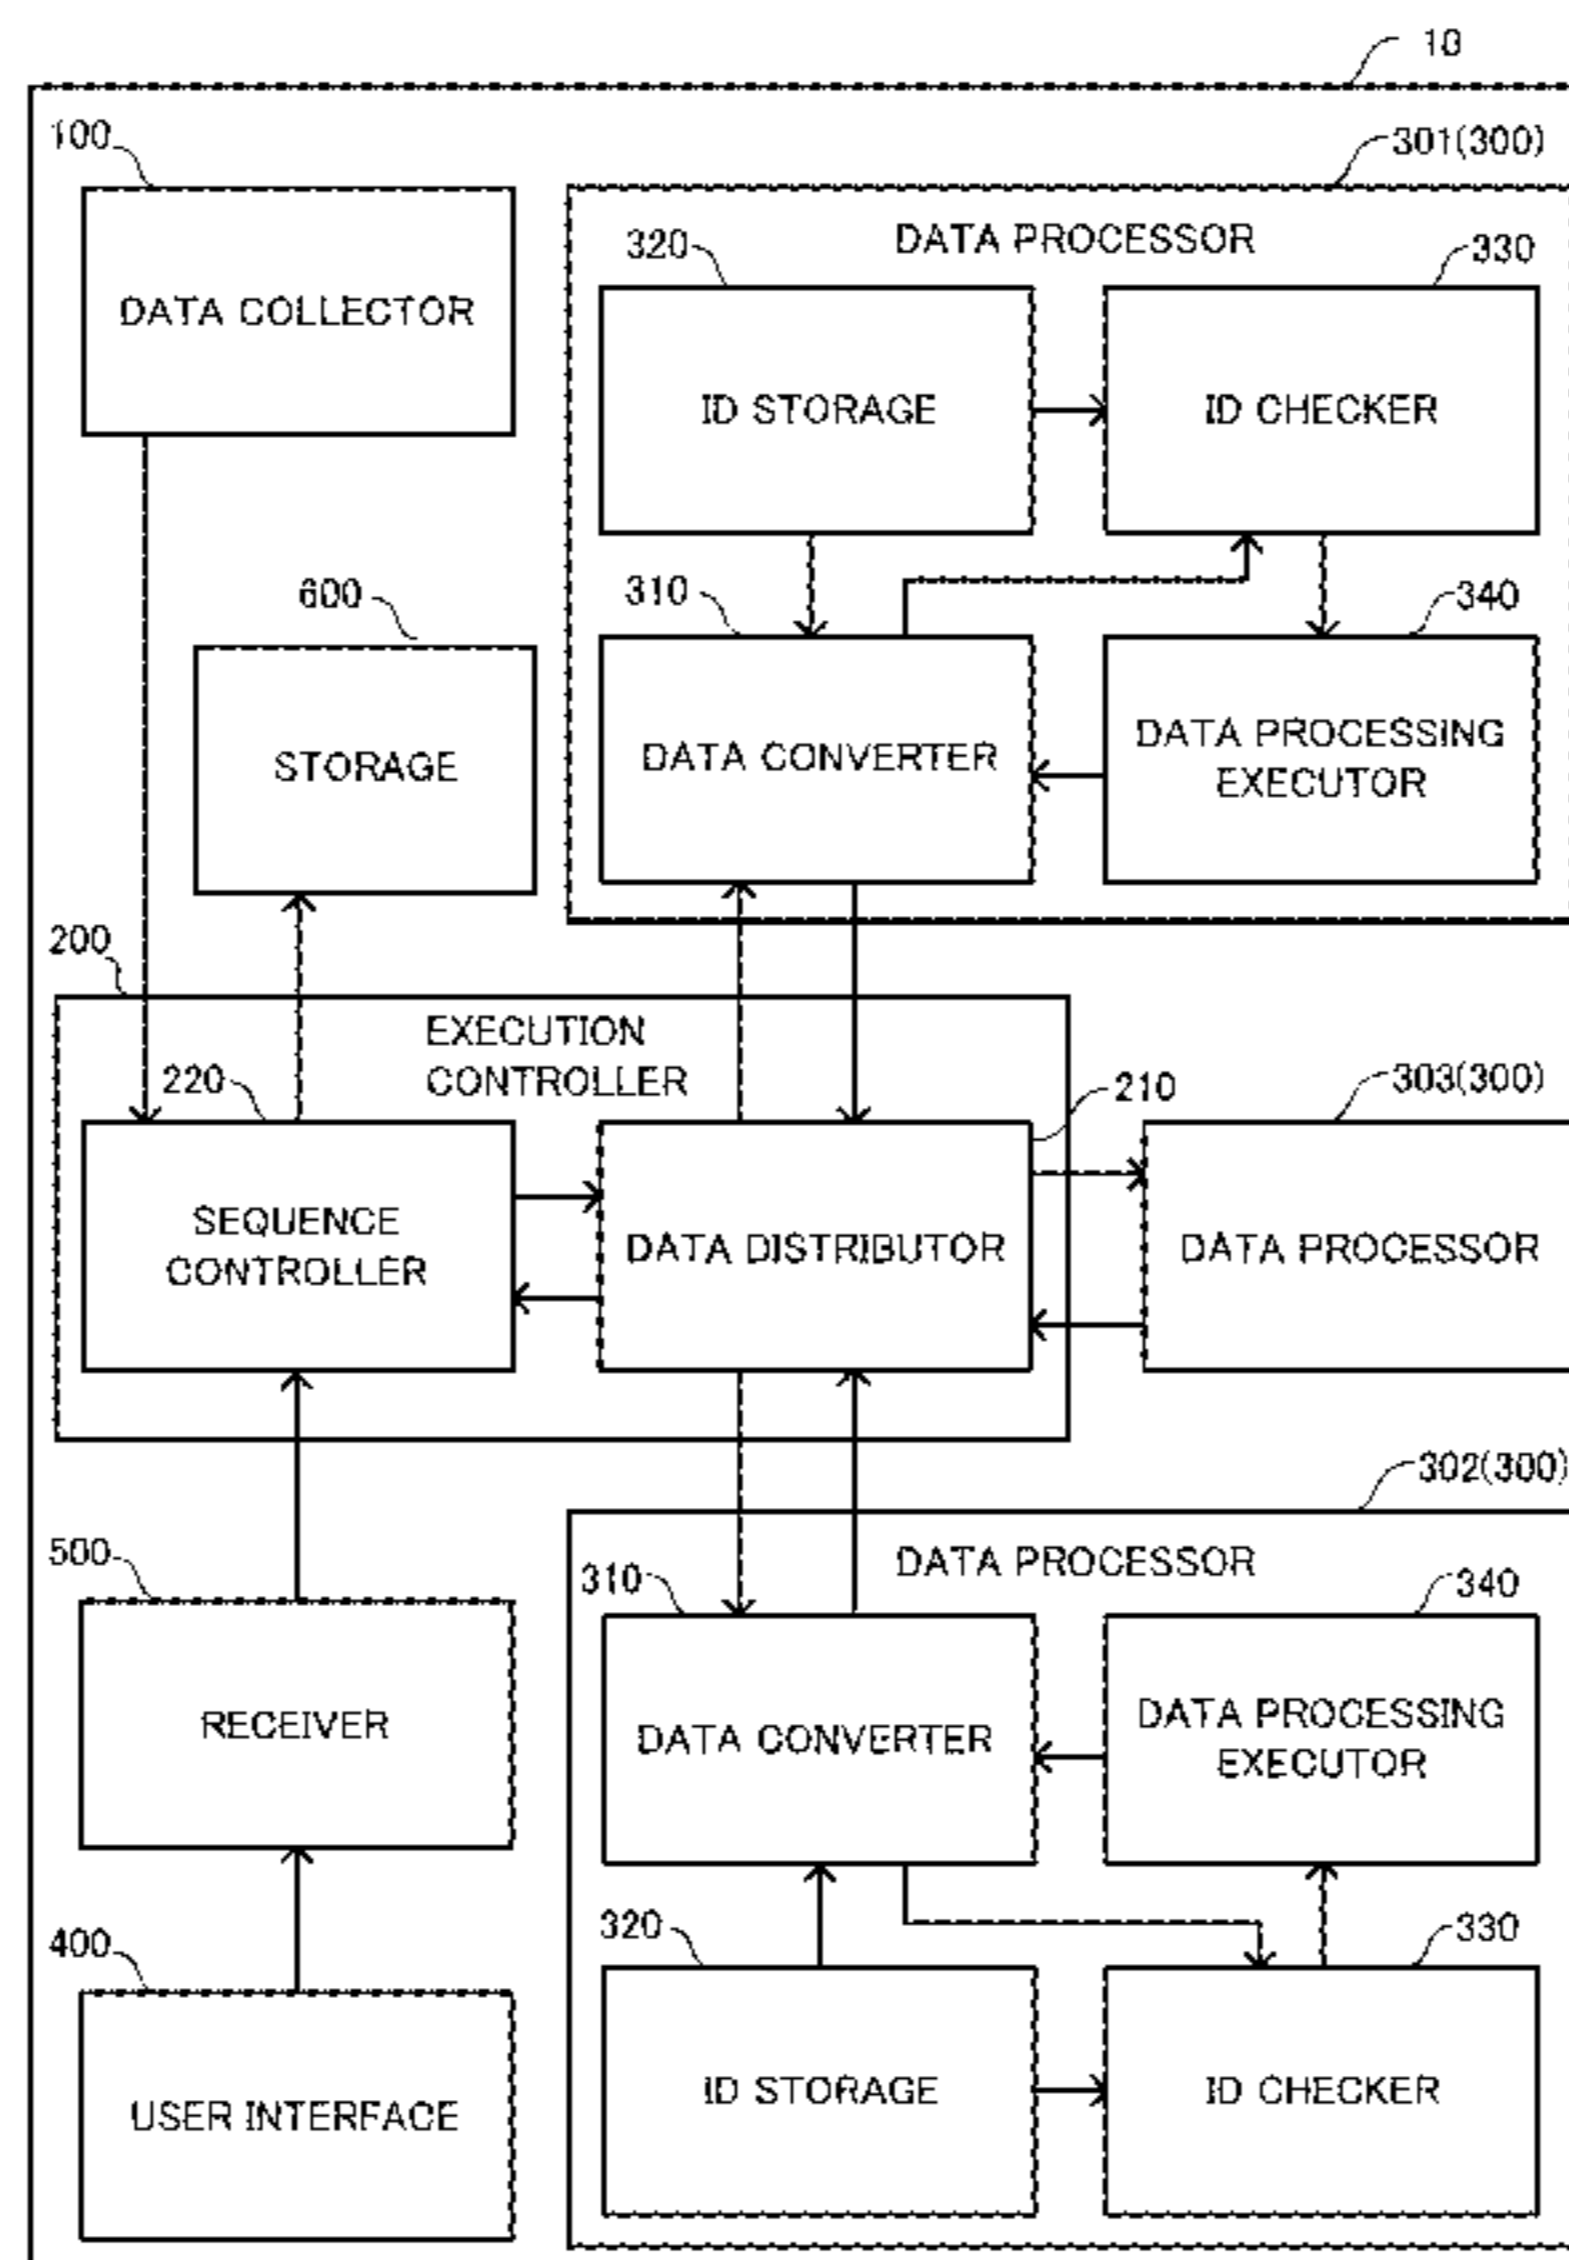 10
100
301(300)
DATA PROCESSOR
320
330
DATA COLLECTOR
ID STORAGE
ID CHECKER
600
310
340
STORAGE
DATA CONVERTER
DATA PROCESSING
EXECUTOR
200
EXECUTION
CONTROLLER
220
210
303(300)
SEQUENCE
CONTROLLER
DATA DISTRIBUTOR
DATA PROCESSOR
302(300)
500
DATA PROCESSOR
310
340
RECEIVER
DATA CONVERTER
DATA PROCESSING
EXECUTOR
400
320
330
USER INTERFACE
ID STORAGE
ID CHECKER